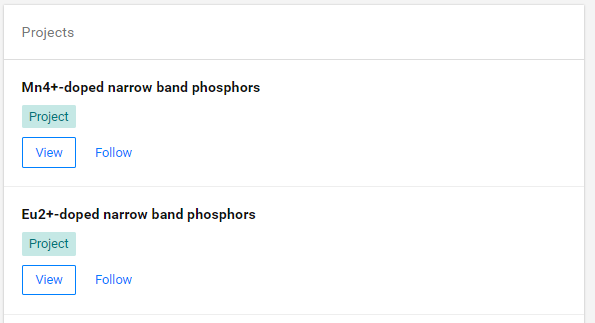 Projects
Mn4+-doped narrow band phosphors
Project
View Follow
Eu2+-doped narrow band phosphors
Project
View Follow